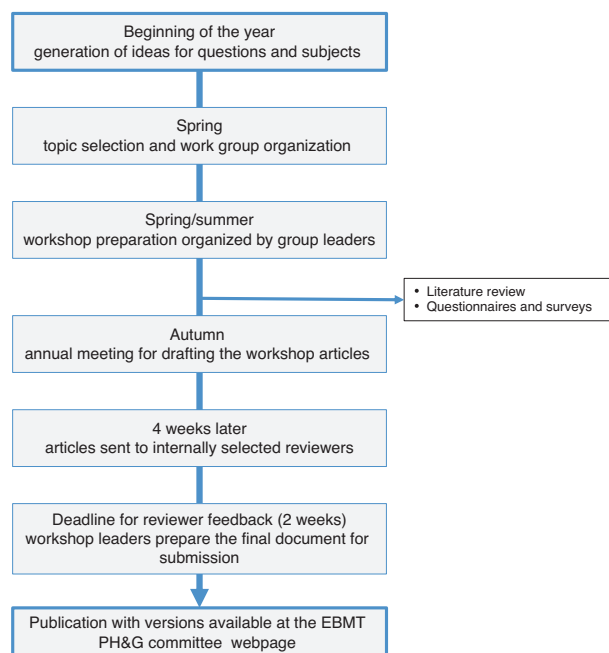 Beginning of the year
generation of ideas for questions and subjects
Spring
topic selection and work group organization
Spring/summer
workshop preparation organized by group leaders
• Literature review
• Questionnaires and surveys
Autumn
annual meeting for drafting the workshop articles
4 weeks later
articles sent to internally selected reviewers
Deadline for reviewer feedback (2 weeks)
workshop leaders prepare the final document for
submission
Publication with versions available at the EBMT
PH&G committee webpage